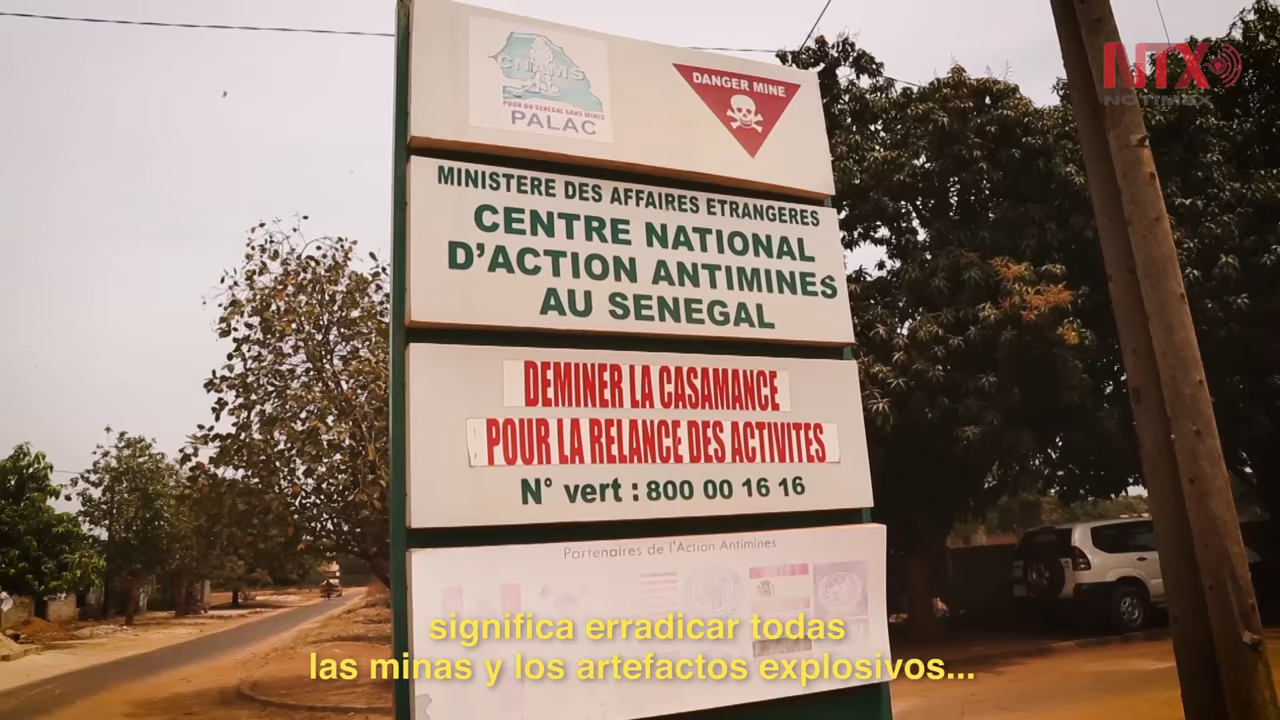 NTX
NOTIMEX
CNAMS
POUR UN SENEGAL SANS MINES
PALAC
DANGER MINE
MINISTERE DES AFFAIRES ETRANGERES
CENTRE NATIONAL
D'ACTION ANTIMINES
AU SENEGAL
DEMINER LA CASAMANCE
POUR LA RELANCE DES ACTIVITES
N° vert : 800 00 16 16
Partenaires de l'Action Antimines
significa erradicar todas
las minas y los artefactos explosivos...